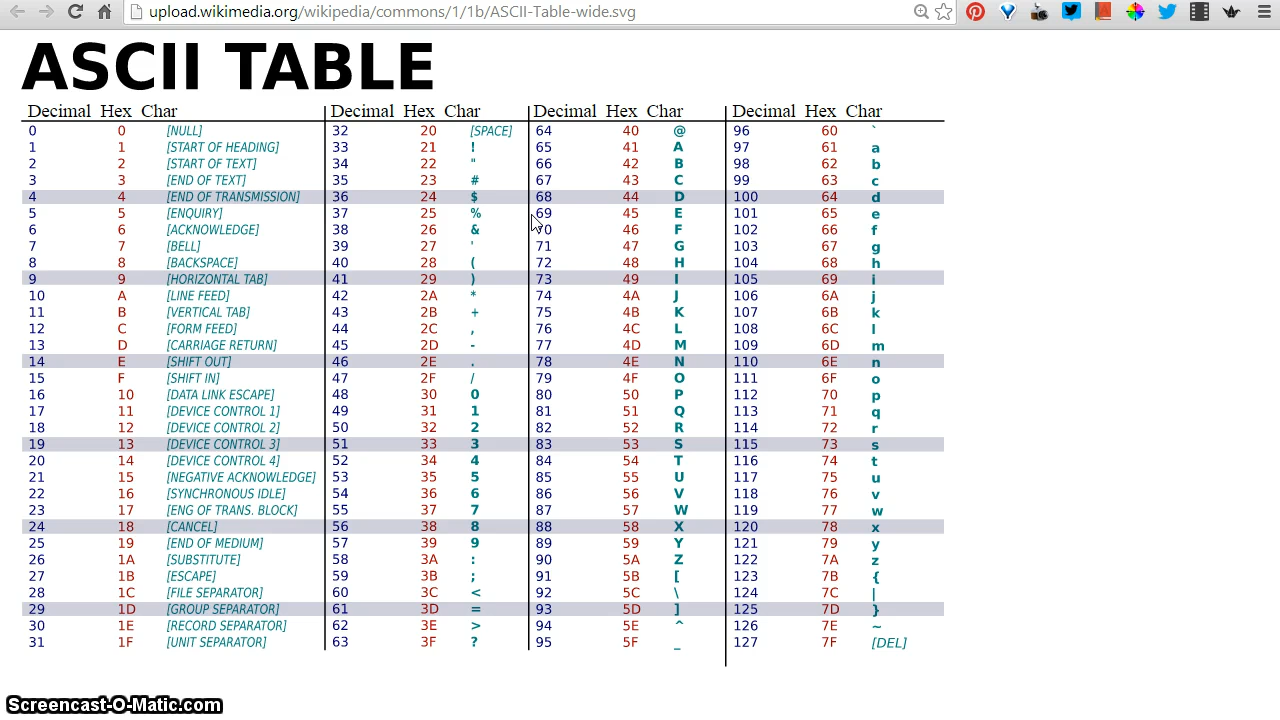 upload.wikimedia.org/wikipedia/commons/1/1b/ASCII-Table-wide.svg
ASCII TABLE
Decimal Hex Char Decimal Hex Char Decimal Hex Char Decimal Hex Char
0 0 [NULL] 32 20 [SPACE] 64 40 @ 96 60 `
1 1 [START OF HEADING] 33 21 ! 65 41 A 97 61 a
2 2 [START OF TEXT] 34 22 " 66 42 B 98 62 b
3 3 [END OF TEXT] 35 23 # 67 43 C 99 63 c
4 4 [END OF TRANSMISSION] 36 24 $ 68 44 D 100 64 d
5 5 [ENQUIRY] 37 25 % 69 45 E 101 65 e
6 6 [ACKNOWLEDGE] 38 26 & 70 46 F 102 66 f
7 7 [BELL] 39 27 ' 71 47 G 103 67 g
8 8 [BACKSPACE] 40 28 ( 72 48 H 104 68 h
9 9 [HORIZONTAL TAB] 41 29 ) 73 49 I 105 69 i
10 A [LINE FEED] 42 2A * 74 4A J 106 6A j
11 B [VERTICAL TAB] 43 2B + 75 4B K 107 6B k
12 C [FORM FEED] 44 2C , 76 4C L 108 6C l
13 D [CARRIAGE RETURN] 45 2D - 77 4D M 109 6D m
14 E [SHIFT OUT] 46 2E . 78 4E N 110 6E n
15 F [SHIFT IN] 47 2F / 79 4F O 111 6F o
16 10 [DATA LINK ESCAPE] 48 30 0 80 50 P 112 70 p
17 11 [DEVICE CONTROL 1] 49 31 1 81 51 Q 113 71 q
18 12 [DEVICE CONTROL 2] 50 32 2 82 52 R 114 72 r
19 13 [DEVICE CONTROL 3] 51 33 3 83 53 S 115 73 s
20 14 [DEVICE CONTROL 4] 52 34 4 84 54 T 116 74 t
21 15 [NEGATIVE ACKNOWLEDGE] 53 35 5 85 55 U 117 75 u
22 16 [SYNCHRONOUS IDLE] 54 36 6 86 56 V 118 76 v
23 17 [ENG OF TRANS. BLOCK] 55 37 7 87 57 W 119 77 w
24 18 [CANCEL] 56 38 8 88 58 X 120 78 x
25 19 [END OF MEDIUM] 57 39 9 89 59 Y 121 79 y
26 1A [SUBSTITUTE] 58 3A : 90 5A Z 122 7A z
27 1B [ESCAPE] 59 3B ; 91 5B [ 123 7B {
28 1C [FILE SEPARATOR] 60 3C < 92 5C \ 124 7C |
29 1D [GROUP SEPARATOR] 61 3D = 93 5D ] 125 7D }
30 1E [RECORD SEPARATOR] 62 3E > 94 5E ^ 126 7E ~
31 1F [UNIT SEPARATOR] 63 3F ? 95 5F _ 127 7F [DEL]
Screencast-O-Matic.com